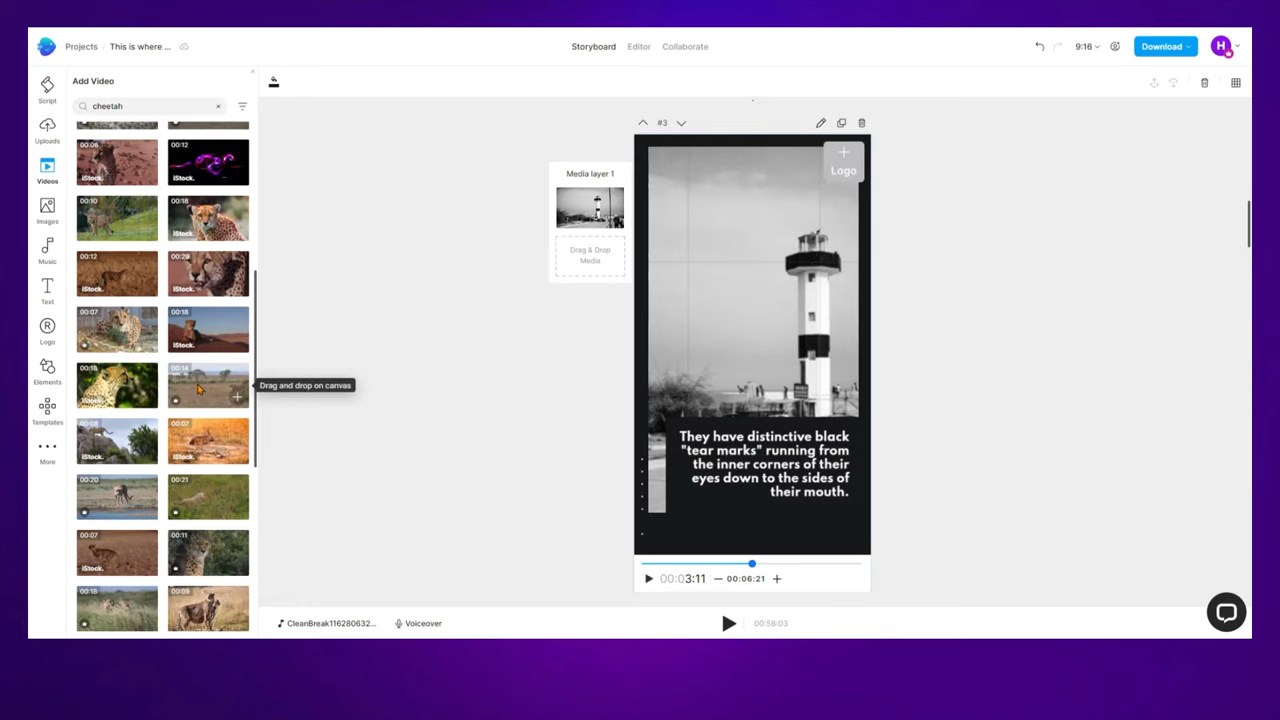 Projects / This is where ...
Storyboard Editor Collaborate
9:16
Download
H
Script
Uploads
Videos
Images
Music
Text
R
Logo
Elements
Templates
More
Add Video
cheetah
00:06
iStock.
00:12
iStock.
00:10
00:18
iStock.
00:12
iStock.
00:29
iStock.
00:07
00:18
iStock.
00:18
iStock.
00:14
Drag and drop on canvas
00:08
iStock.
00:07
iStock.
00:20
00:21
00:07
00:11
00:18
00:09
Media layer 1
Drag & Drop
Media
#3
+
Logo
They have distinctive black
"tear marks" running from
the inner corners of their
eyes down to the sides of
their mouth.
00:03:11 — 00:06:21 +
CleanBreak116280632...
Voiceover
00:58:03